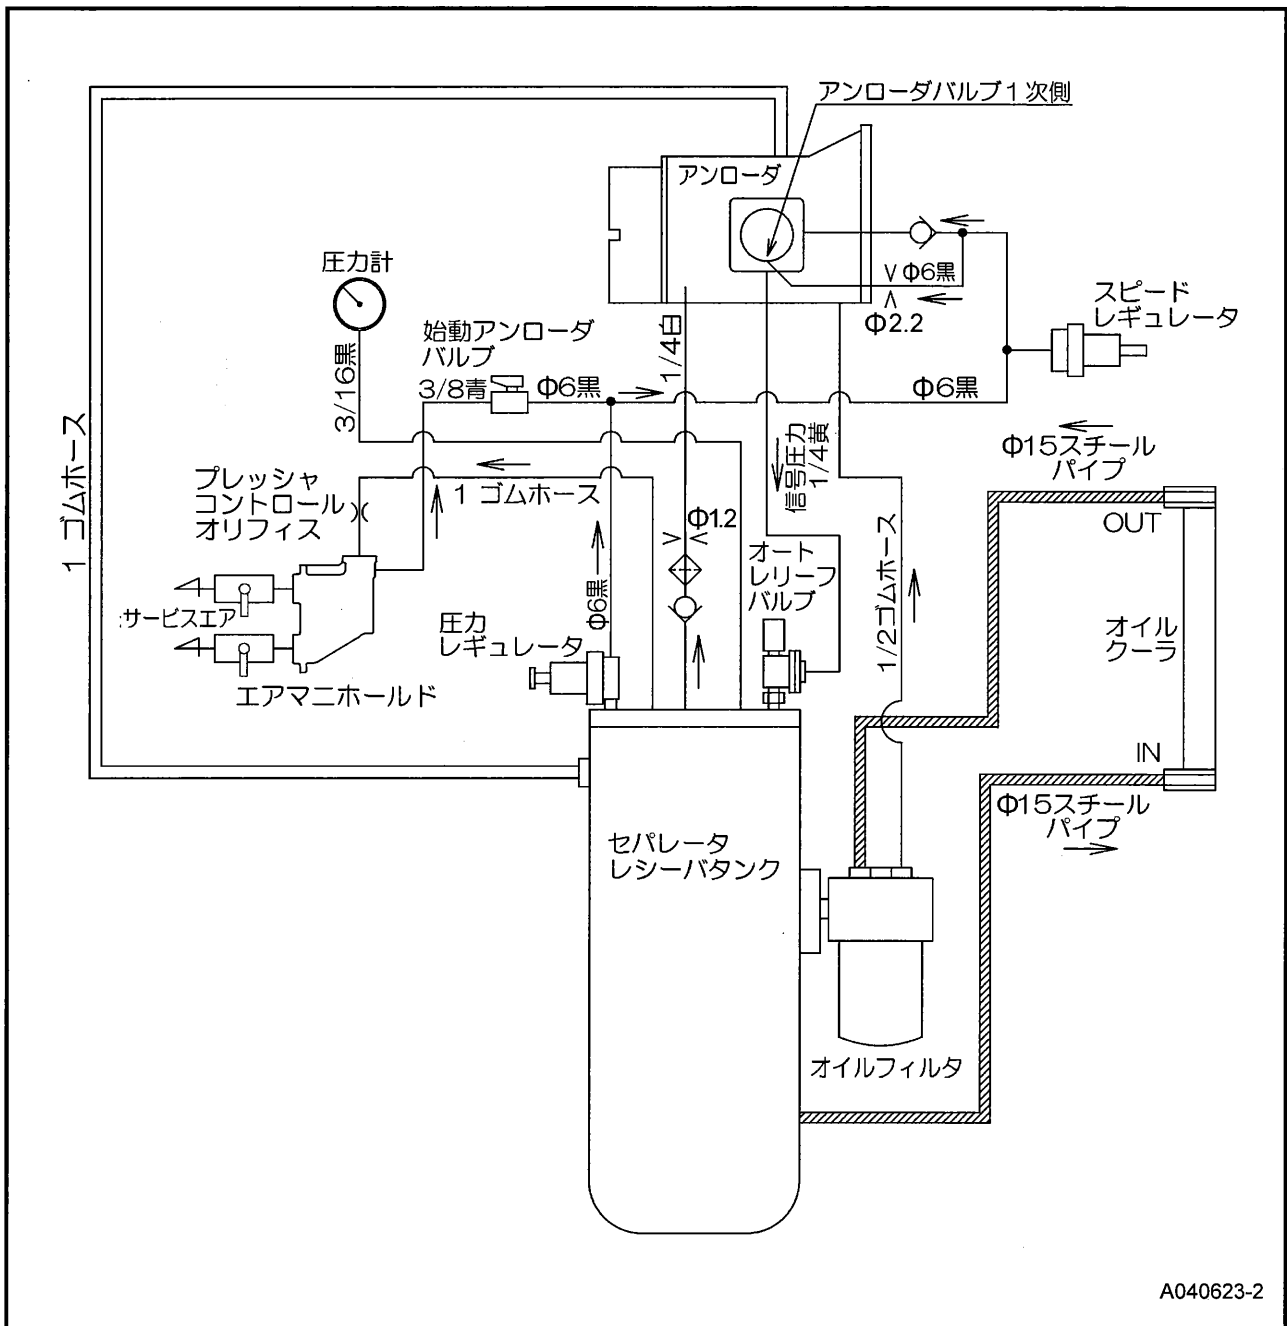 アンローダバルブ1次側
アンローダ
圧力計
Φ6黒
Φ2.2
スピード
レギュレータ
始動アンローダ
バルブ
3/8青
Φ6黒
1/4白
3/16黒
Φ6黒
1ゴムホース
プレッシャ
コントロール
オリフィス
1 ゴムホース
信号圧力
1/4黄
Φ15スチール
パイプ
OUT
Φ1.2
オート
レリーフ
バルブ
サービスエア
Φ6黒
圧力
レギュレータ
1/2ゴムホース
オイル
クーラ
エアマニホールド
IN
Φ15スチール
パイプ
セパレータ
レシーバタンク
オイルフィルタ
A040623-2